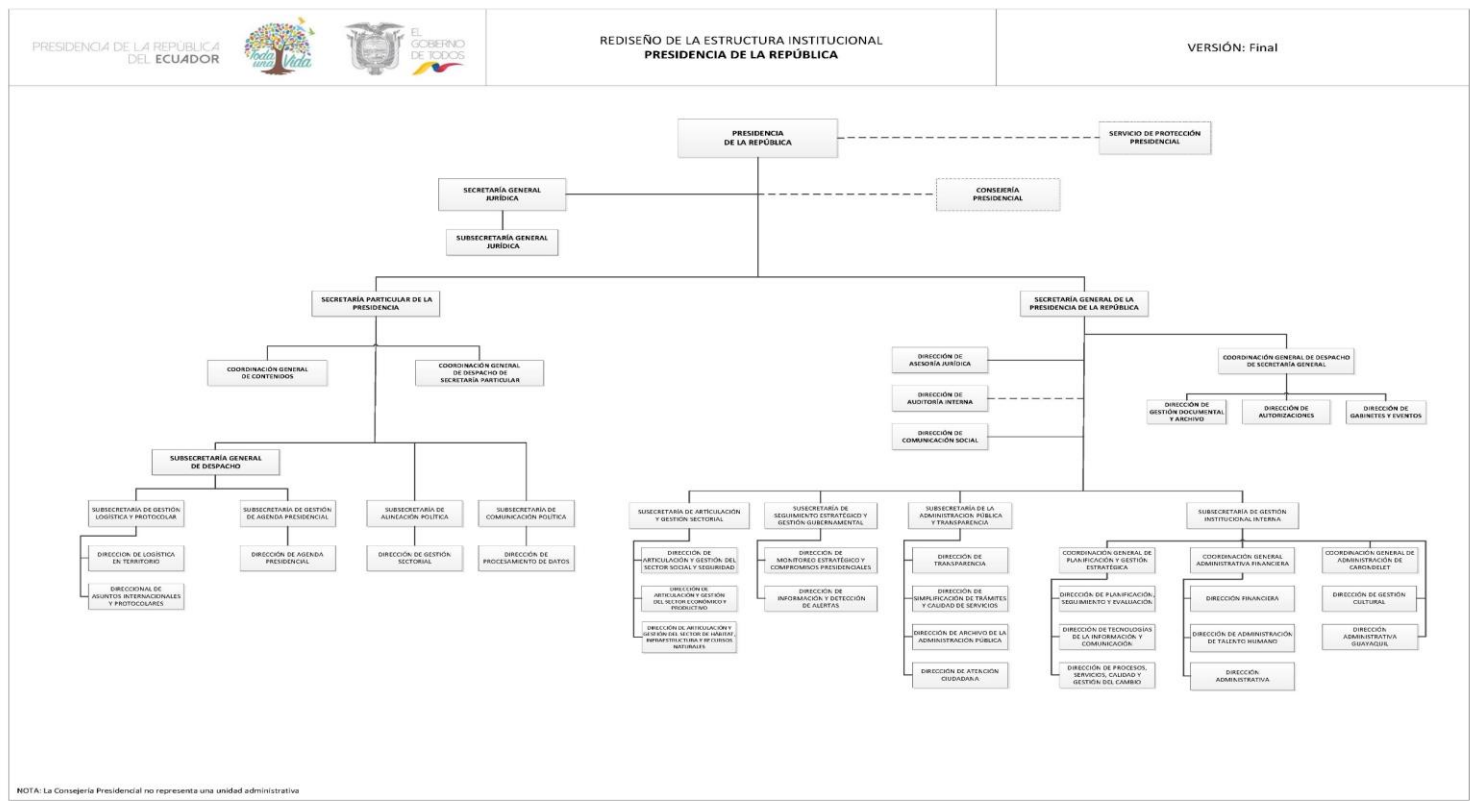 PRESIDENCIA DE LA REPÚBLICA
DEL ECUADOR
Toda
una Vida
EL
GOBIERNO
DE TODOS
REDISEÑO DE LA ESTRUCTURA INSTITUCIONAL
PRESIDENCIA DE LA REPÚBLICA
VERSIÓN: Final
PRESIDENCIA
DE LA REPÚBLICA
SERVICIO DE PROTECCIÓN
PRESIDENCIAL
SECRETARÍA GENERAL
JURÍDICA
CONSEJERÍA
PRESIDENCIAL
SUBSECRETARÍA GENERAL
JURÍDICA
SECRETARÍA PARTICULAR DE LA
PRESIDENCIA
SECRETARÍA GENERAL DE LA
PRESIDENCIA DE LA REPÚBLICA
COORDINACIÓN GENERAL
DE CONTENIDOS
COORDINACIÓN GENERAL
DE DESPACHO DE
SECRETARÍA PARTICULAR
DIRECCIÓN DE
ASESORÍA JURÍDICA
COORDINACIÓN GENERAL DE DESPACHO
DE SECRETARÍA GENERAL
DIRECCIÓN DE
AUDITORÍA INTERNA
DIRECCIÓN DE
GESTIÓN DOCUMENTAL
Y ARCHIVO
DIRECCIÓN DE
AUTORIZACIONES
DIRECCIÓN DE
GABINETES Y EVENTOS
DIRECCIÓN DE
COMUNICACIÓN SOCIAL
SUBSECRETARÍA GENERAL
DE DESPACHO
SUBSECRETARÍA DE GESTIÓN
LOGÍSTICA Y PROTOCOLAR
SUBSECRETARÍA DE GESTIÓN
DE AGENDA PRESIDENCIAL
SUBSECRETARÍA DE
ALINEACIÓN POLÍTICA
SUBSECRETARÍA DE
COMUNICACIÓN POLÍTICA
SUSECRETARÍA DE ARTÍCULACIÓN
Y GESTIÓN SECTORIAL
SUSECRETARÍA DE
SEGUIMIENTO ESTRATÉGICO Y
GESTIÓN GUBERNAMENTAL
SUBSECRETARÍA DE LA
ADMINISTRACIÓN PÚBLICA
Y TRANSPARENCIA
SUBSECRETARÍA DE GESTIÓN
INSTITUCIONAL INTERNA
DIRECCION DE LOGÍSTICA
EN TERRITORIO
DIRECCIÓN DE AGENDA
PRESIDENCIAL
DIRECCIÓN DE GESTIÓN
SECTORIAL
DIRECCIÓN DE
PROCESAMIENTO DE DATOS
DIRECCIONAL DE
ASUNTOS INTERNACIONALES
Y PROTOCOLARES
DIRECCIÓN DE
ARTICULACIÓN Y GESTIÓN DEL
SECTOR SOCIAL Y SEGURIDAD
DIRECCIÓN DE
ARTICULACIÓN Y GESTIÓN
DEL SECTOR ECONÓMICO Y
PRODUCTIVO
DIRECCIÓN DE ARTICULACIÓN Y
GESTIÓN DEL SECTOR DE HÁBITAT,
INFRAESTRUCTURA Y RECURSOS
NATURALES
DIRECCIÓN DE
MONITOREO ESTRATÉGICO Y
COMPROMISOS PRESIDENCIALES
DIRECCIÓN DE
INFORMACIÓN Y DETECCIÓN
DE ALERTAS
DIRECCIÓN DE
TRANSPARENCIA
DIRECCIÓN DE
SIMPLIFICACIÓN DE TRÁMITES
Y CALIDAD DE SERVICIOS
DIRECCIÓN DE ARCHIVO DE LA
ADMINISTRACIÓN PÚBLICA
DIRECCIÓN DE ATENCIÓN
CIUDADANA
COORDINACIÓN GENERAL DE
PLANIFICACIÓN Y GESTIÓN
ESTRATÉGICA
DIRECCIÓN DE PLANIFICACIÓN,
SEGUIMIENTO Y EVALUACIÓN
DIRECCIÓN DE TECNOLOGÍAS
DE LA INFORMACIÓN Y
COMUNICACIÓN
DIRECCIÓN DE PROCESOS,
SERVICIOS, CALIDAD Y
GESTIÓN DEL CAMBIO
COORDINACIÓN GENERAL
ADMINISTRATIVA FINANCIERA
DIRECCIÓN FINANCIERA
DIRECCIÓN DE ADMINISTRACIÓN
DE TALENTO HUMANO
DIRECCIÓN
ADMINISTRATIVA
COORDINACIÓN GENERAL DE
ADMINISTRACIÓN DE
CARONDELET
DIRECCIÓN DE GESTIÓN
CULTURAL
DIRECCIÓN
ADMINISTRATIVA
GUAYAQUIL
NOTA: La Consejería Presidencial no representa una unidad administrativa